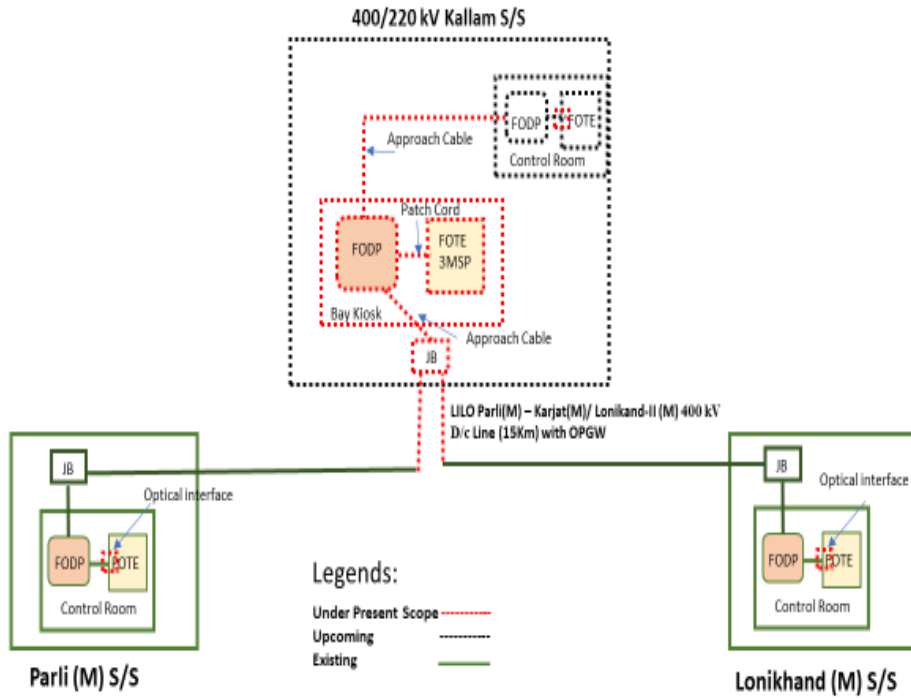 400/220 kV Kallam S/S
FODP
FOTE
Control Room
Approach Cable
Patch Cord
FODP
FOTE
3MSP
Bay Kiosk
Approach Cable
JB
LILO Parli(M) – Karjat(M)/ Lonikand-II (M) 400 kV
D/c Line (15Km) with OPGW
JB
Optical interface
FODP
FOTE
Control Room
Parli (M) S/S
JB
Optical interface
FODP
FOTE
Control Room
Lonikhand (M) S/S
Legends:
Under Present Scope
Upcoming
Existing